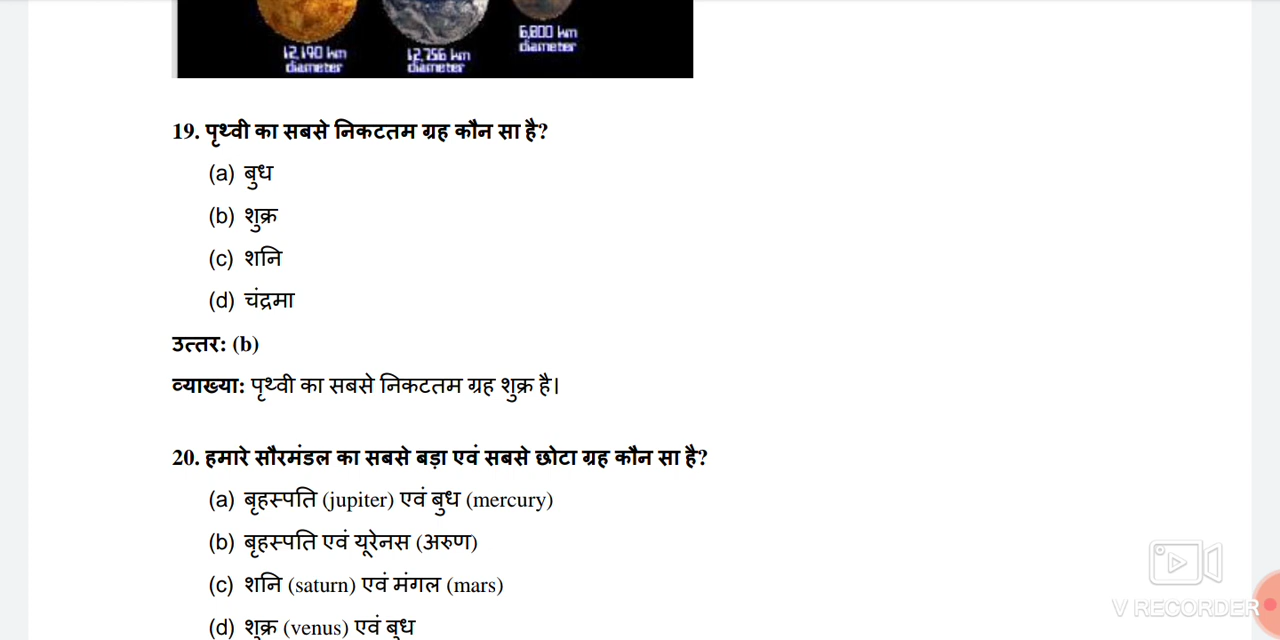 12,190 km
diameter
12,756 km
diameter
6,800 km
diameter
19. पृथ्वी का सबसे निकटतम ग्रह कौन सा है?
(a) बुध
(b) शुक्र
(c) शनि
(d) चंद्रमा
उत्तर: (b)
व्याख्या: पृथ्वी का सबसे निकटतम ग्रह शुक्र है।
20. हमारे सौरमंडल का सबसे बड़ा एवं सबसे छोटा ग्रह कौन सा है?
(a) बृहस्पति (jupiter) एवं बुध (mercury)
(b) बृहस्पति एवं यूरेनस (अरुण)
(c) शनि (saturn) एवं मंगल (mars)
(d) शुक्र (venus) एवं बुध
V RECORDER